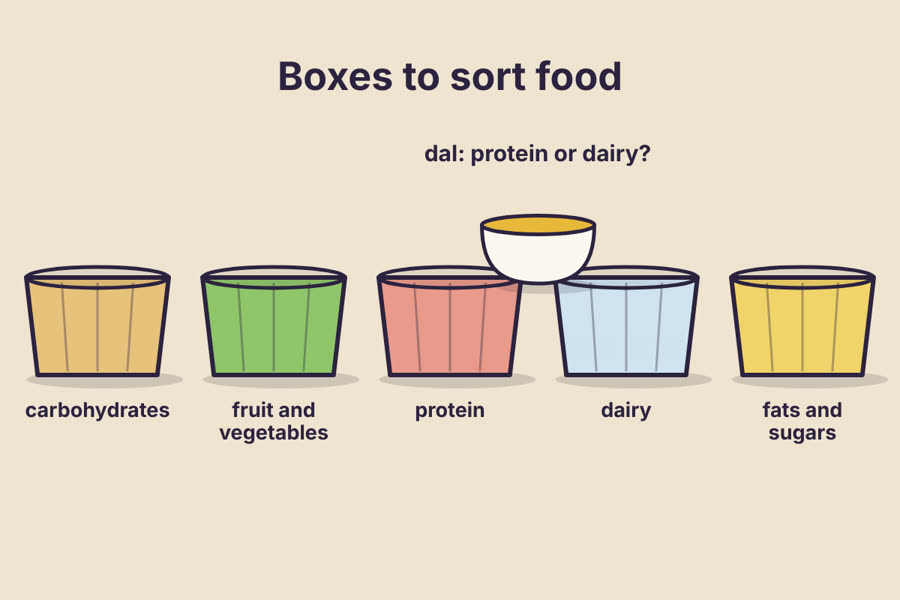 Boxes to sort food
dal: protein or dairy?
carbohydrates
fruit and
vegetables
protein
dairy
fats and
sugars